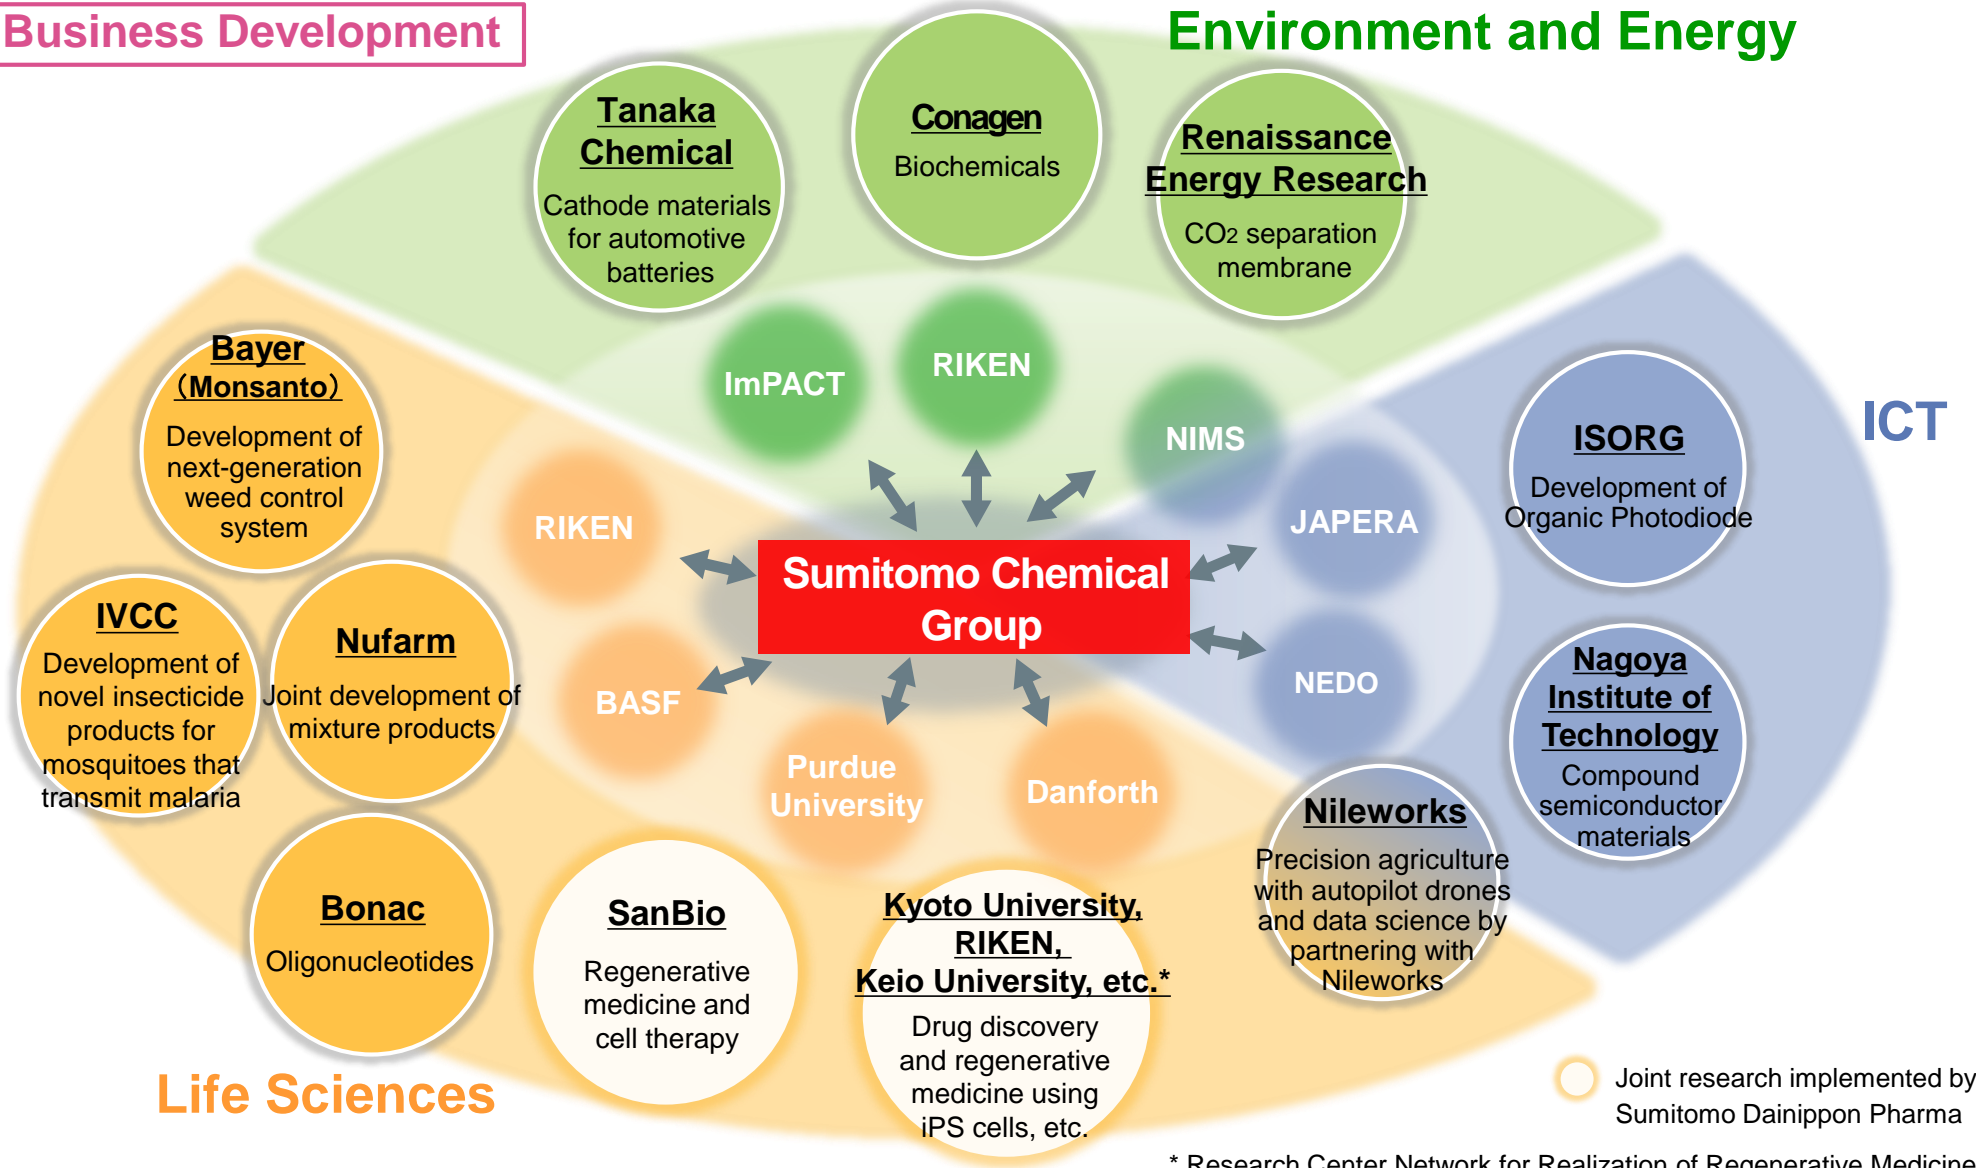 Business Development
Environment and Energy
Tanaka
Chemical
Cathode materials
for automotive
batteries
Conagen
Biochemicals
Renaissance
Energy Research
CO2 separation
membrane
ImPACT
RIKEN
NIMS
Bayer
（Monsanto）
Development of
next-generation
weed control
system
RIKEN
JAPERA
ISORG
Development of
Organic Photodiode
ICT
Sumitomo Chemical
Group
IVCC
Development of
novel insecticide
products for
mosquitoes that
transmit malaria
Nufarm
Joint development of
mixture products
BASF
Purdue
University
Danforth
NEDO
Nagoya
Institute of
Technology
Compound
semiconductor
materials
Nileworks
Precision agriculture
with autopilot drones
and data science by
partnering with
Nileworks
Bonac
Oligonucleotides
SanBio
Regenerative
medicine and
cell therapy
Kyoto University,
RIKEN,
Keio University, etc.*
Drug discovery
and regenerative
medicine using
iPS cells, etc.
Life Sciences
Joint research implemented by
Sumitomo Dainippon Pharma
* Research Center Network for Realization of Regenerative Medicine